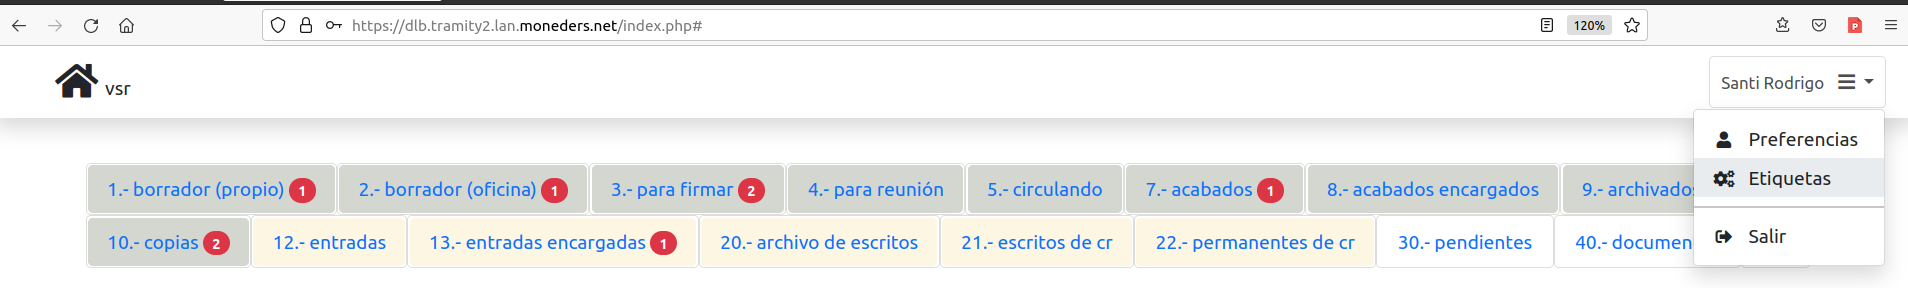 https://dlb.tramity2.lan.moneders.net/index.php#
120%
vsr
Santi Rodrigo
Preferencias
Etiquetas
Salir
1.- borrador (propio) 1
2.- borrador (oficina) 1
3.- para firmar 2
4.- para reunión
5.- circulando
7.- acabados 1
8.- acabados encargados
9.- archivados
10.- copias 2
12.- entradas
13.- entradas encargadas 1
20.- archivo de escritos
21.- escritos de cr
22.- permanentes de cr
30.- pendientes
40.- documen